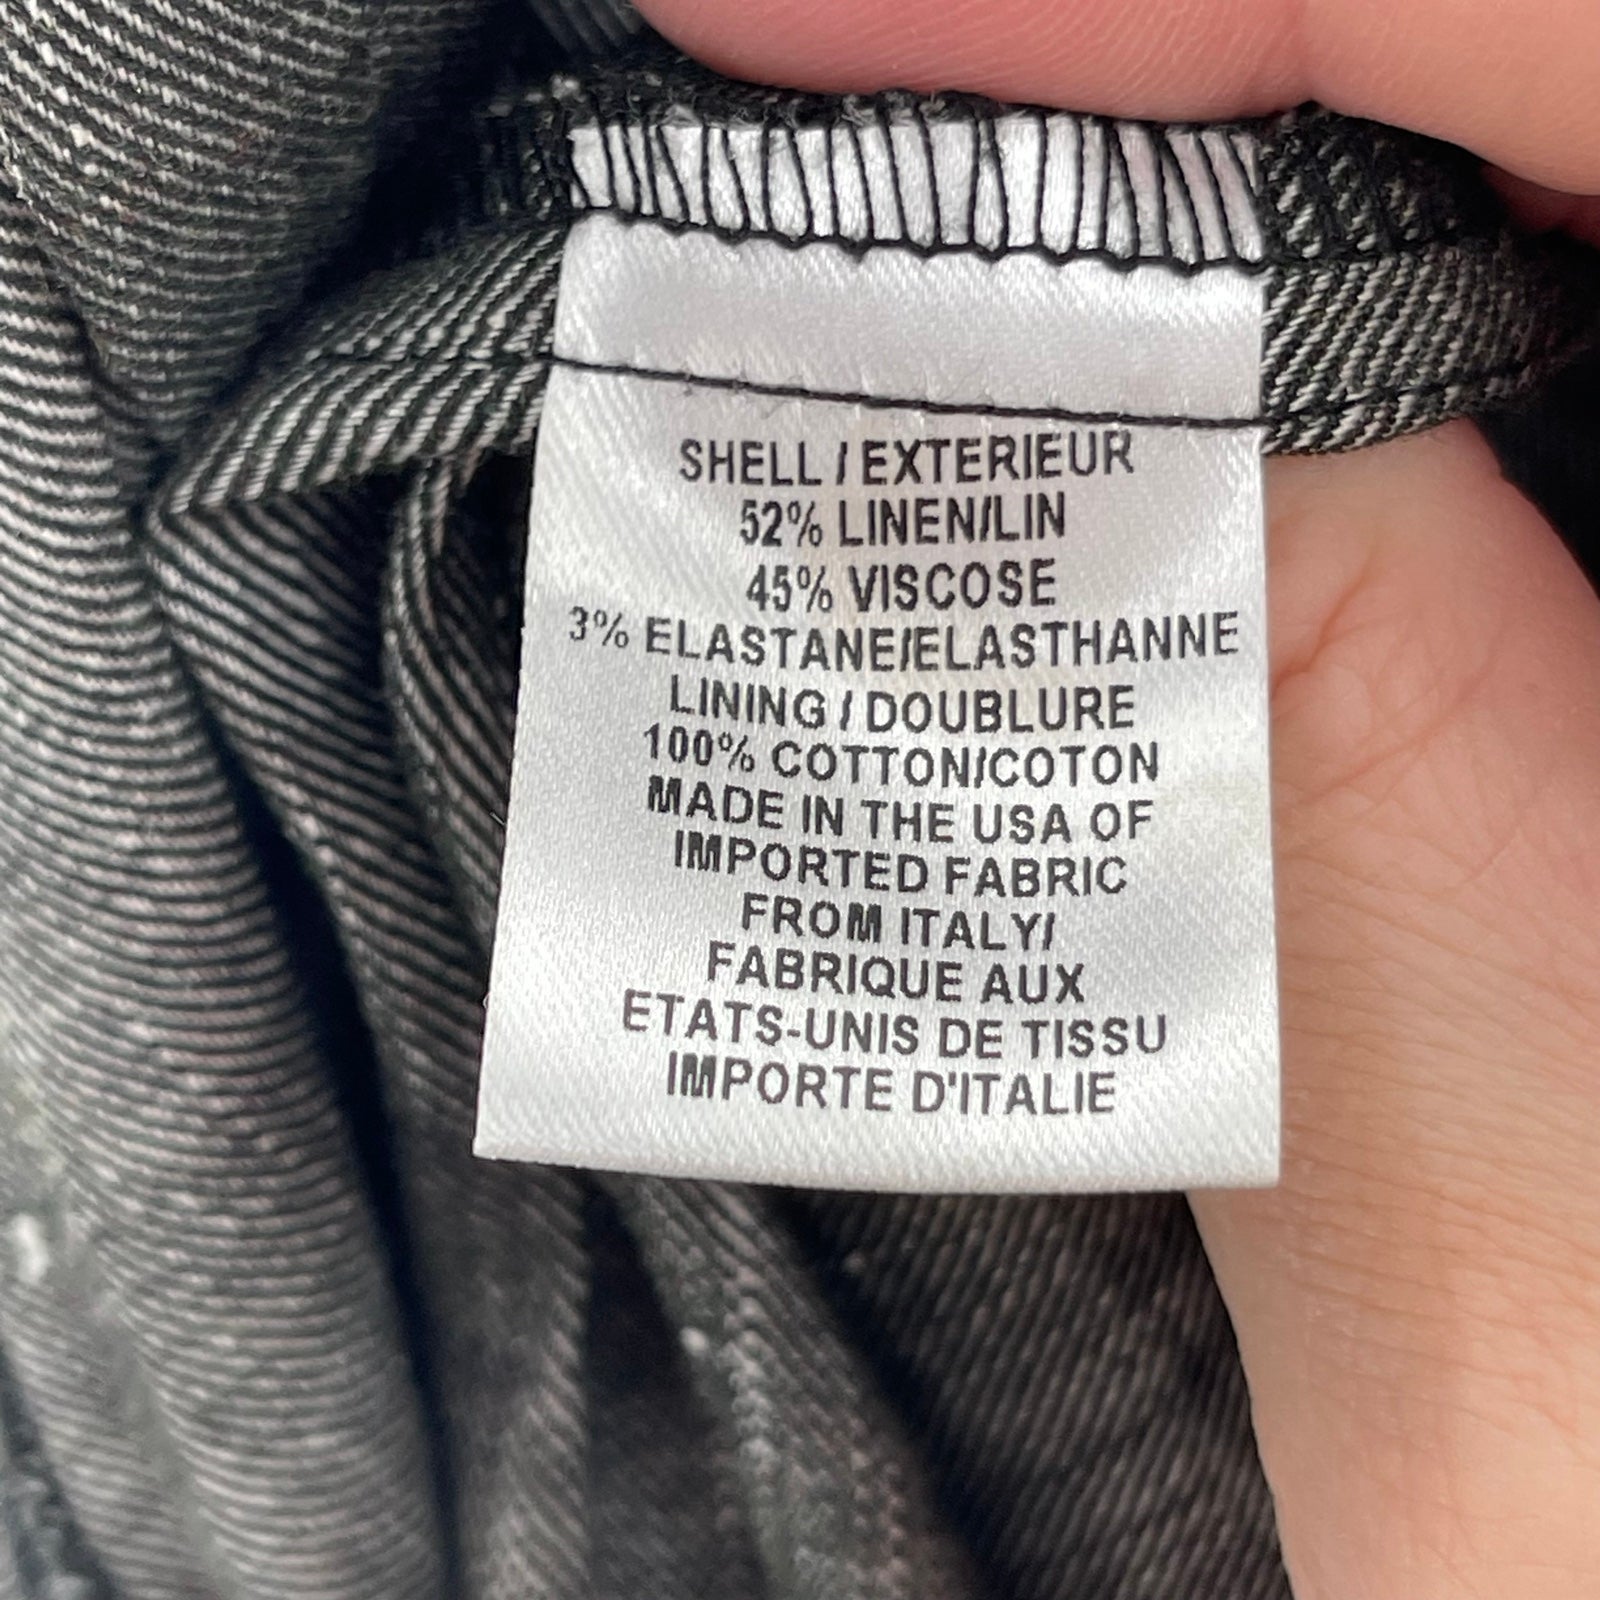 SHELL / EXTERIEUR
52% LINEN/LIN
45% VISCOSE
3% ELASTANE/ELASTHANNE
LINING / DOUBLURE
100% COTTON/COTON
MADE IN THE USA OF
IMPORTED FABRIC
FROM ITALY/
FABRIQUE AUX
ETATS-UNIS DE TISSU
IMPORTE D'ITALIE